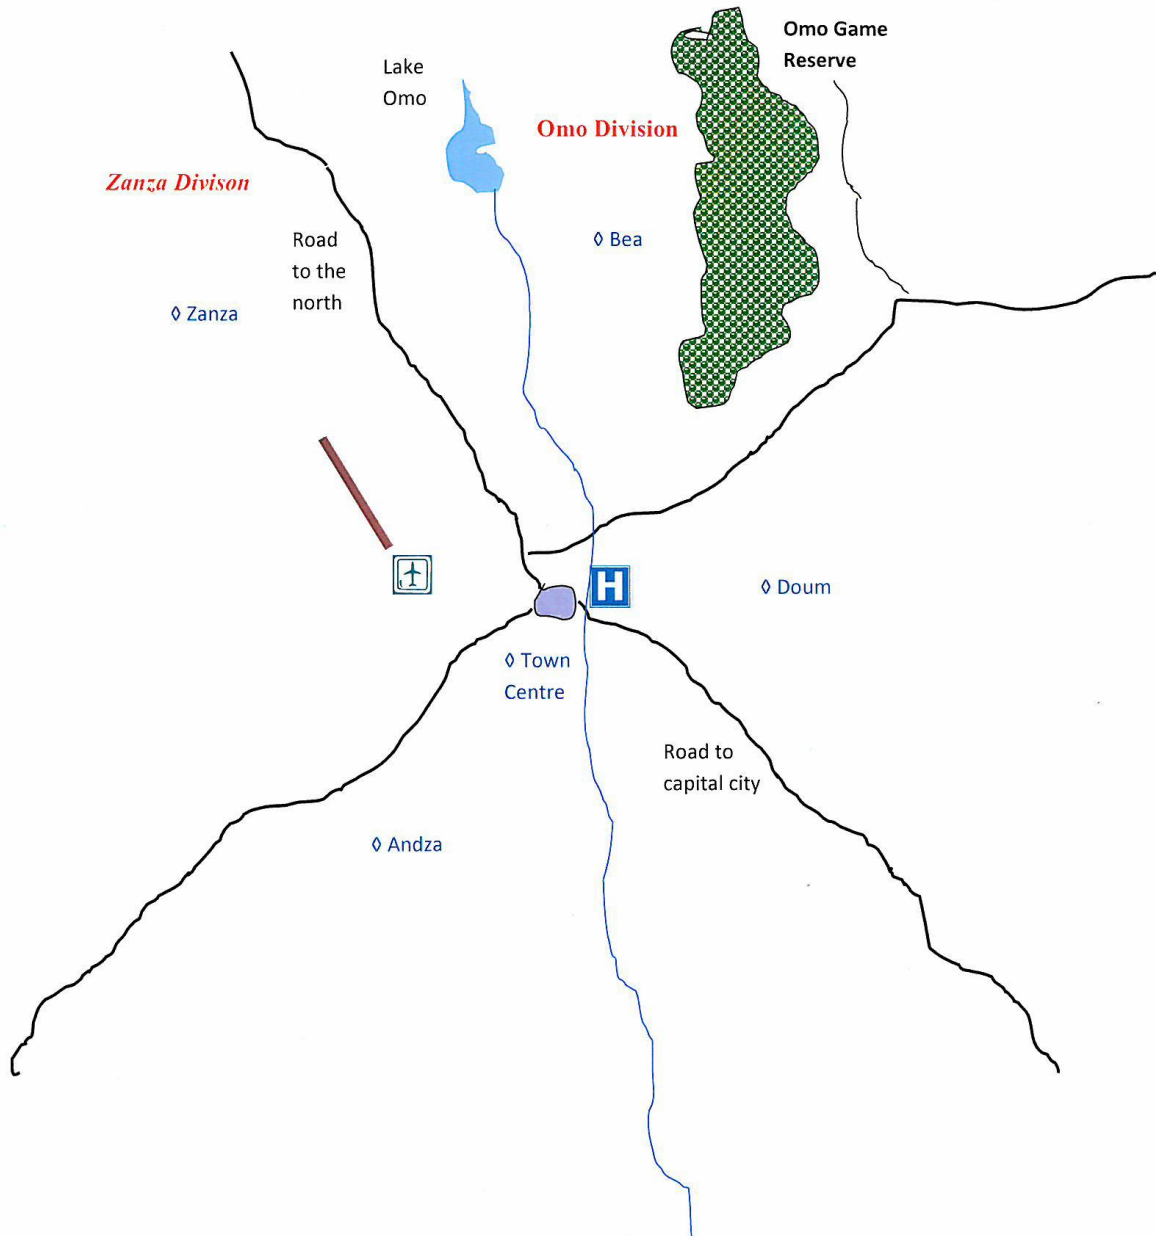 Omo Game
Reserve
Lake
Omo
Omo Division
Zanza Divison
Road
to the
north
◊ Bea
◊ Zanza
H
◊ Doum
◊ Town
Centre
Road to
capital city
◊ Andza